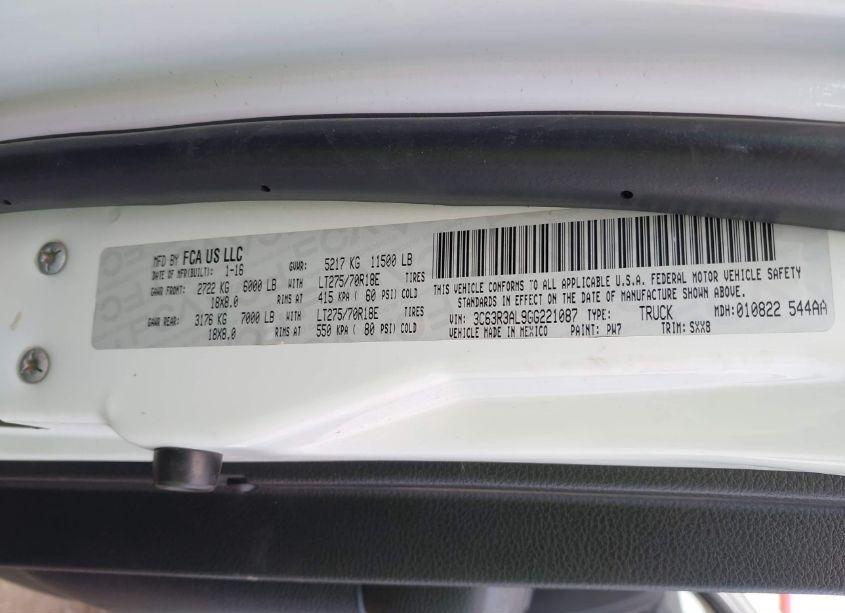 MFD BY FCA US LLC
DATE OF MFR(BUILT): 1-16
GVWR: 5217 KG 11500 LB
GAWR FRONT: 2722 KG 6000 LB WITH LT275/70R18E TIRES
18X8.0 RIMS AT 415 KPA ( 60 PSI) COLD
GAWR REAR: 3176 KG 7000 LB WITH LT275/70R18E TIRES
18X8.0 RIMS AT 550 KPA ( 80 PSI) COLD
THIS VEHICLE CONFORMS TO ALL APPLICABLE U.S.A. FEDERAL MOTOR VEHICLE SAFETY
STANDARDS IN EFFECT ON THE DATE OF MANUFACTURE SHOWN ABOVE.
VIN: 3C63R3AL9GG221087 TYPE: TRUCK MDH: 010822 544AA
VEHICLE MADE IN MEXICO PAINT: PW7 TRIM: SXX8